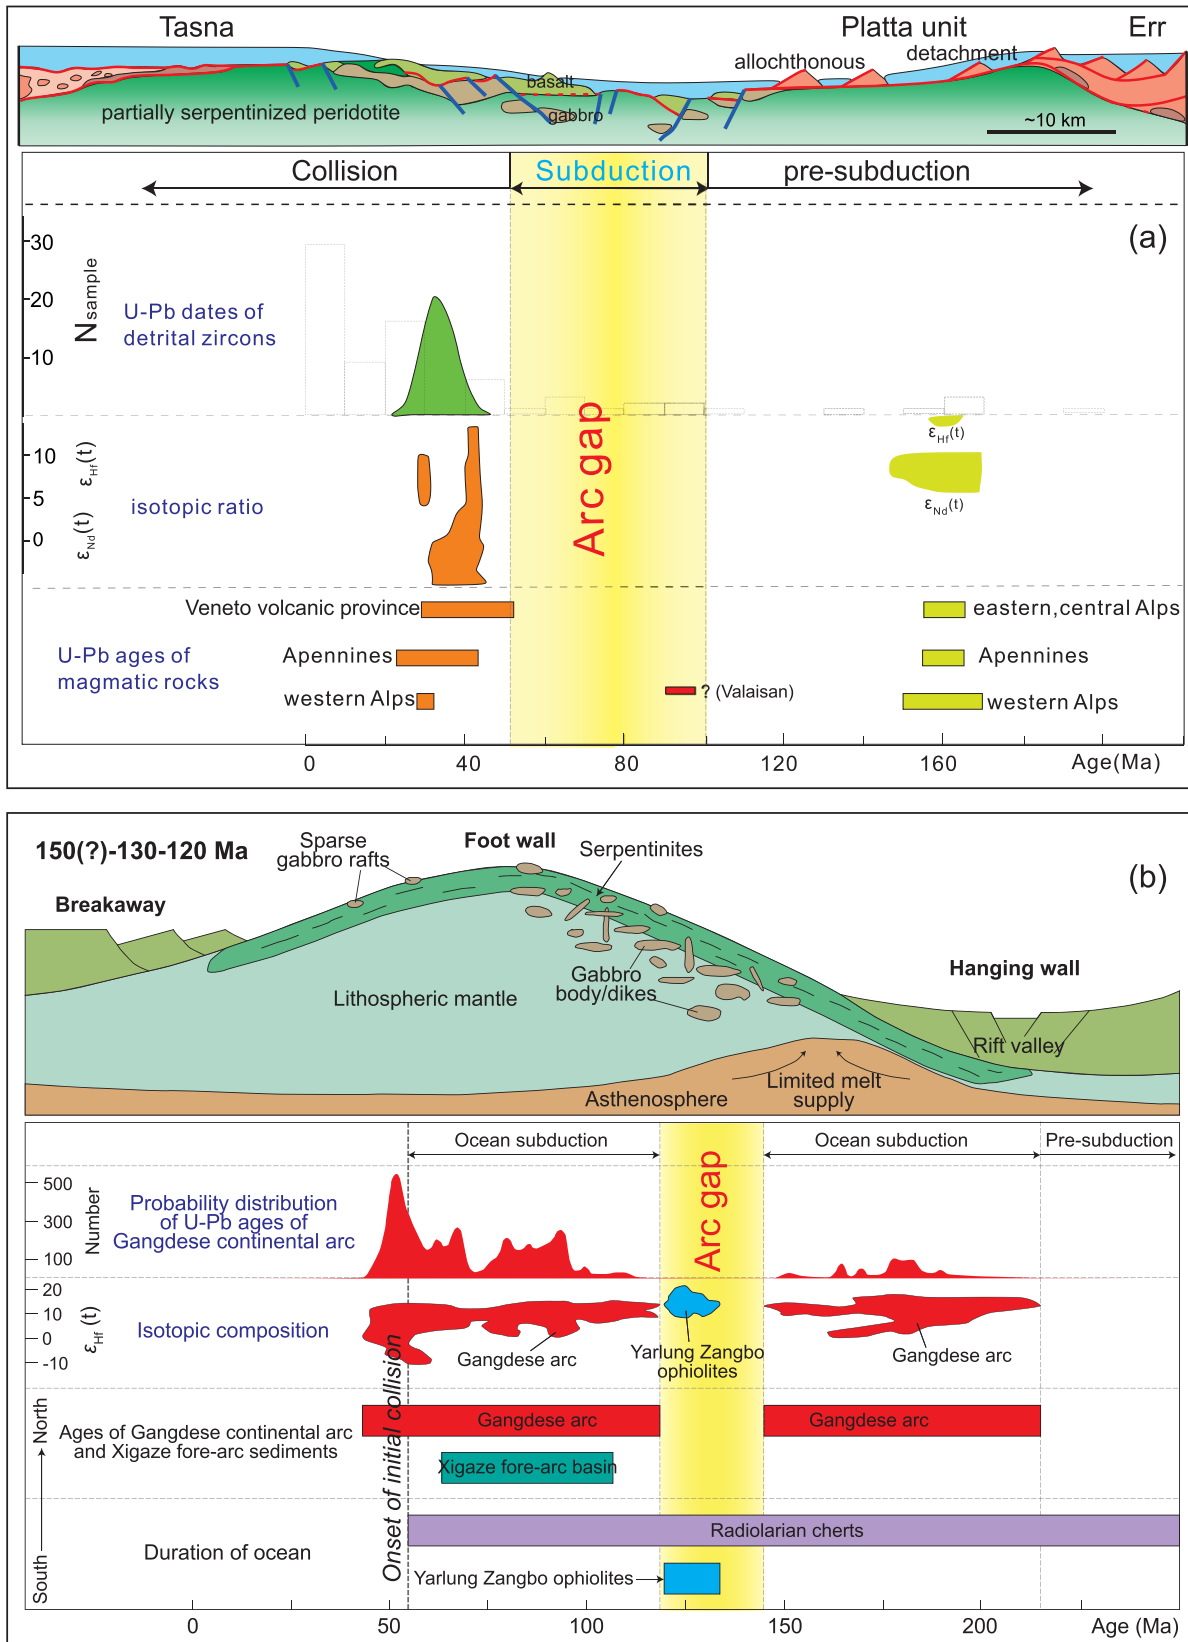 Tasna
Platta unit
Err
allochthonous
detachment
basalt
gabbro
partially serpentinized peridotite
~10 km
Collision
Subduction
pre-subduction
(a)
30
20
10
N sample
U-Pb dates of
detrital zircons
Arc gap
εHf(t)
10
5
0
εNd(t)
εHf(t)
isotopic ratio
εNd(t)
Veneto volcanic province
eastern,central Alps
U-Pb ages of
magmatic rocks
Apennines
Apennines
western Alps
? (Valaisan)
western Alps
0
40
80
120
160
Age(Ma)
150(?)-130-120 Ma
Sparse
gabbro rafts
Foot wall
Serpentinites
(b)
Breakaway
Hanging wall
Lithospheric mantle
Gabbro
body/dikes
Rift valley
Asthenosphere
Limited melt
supply
Ocean subduction
Ocean subduction
Pre-subduction
Arc gap
500
300
100
Number
Probability distribution
of U-Pb ages of
Gangdese continental arc
20
10
0
-10
εHf (t)
Isotopic composition
Gangdese arc
Yarlung Zangbo
ophiolites
Gangdese arc
Onset of initial collision
North
South
Ages of Gangdese continental arc
and Xigaze fore-arc sediments
Gangdese arc
Gangdese arc
Xigaze fore-arc basin
Radiolarian cherts
Duration of ocean
Yarlung Zangbo ophiolites
0
50
100
150
200
Age (Ma)